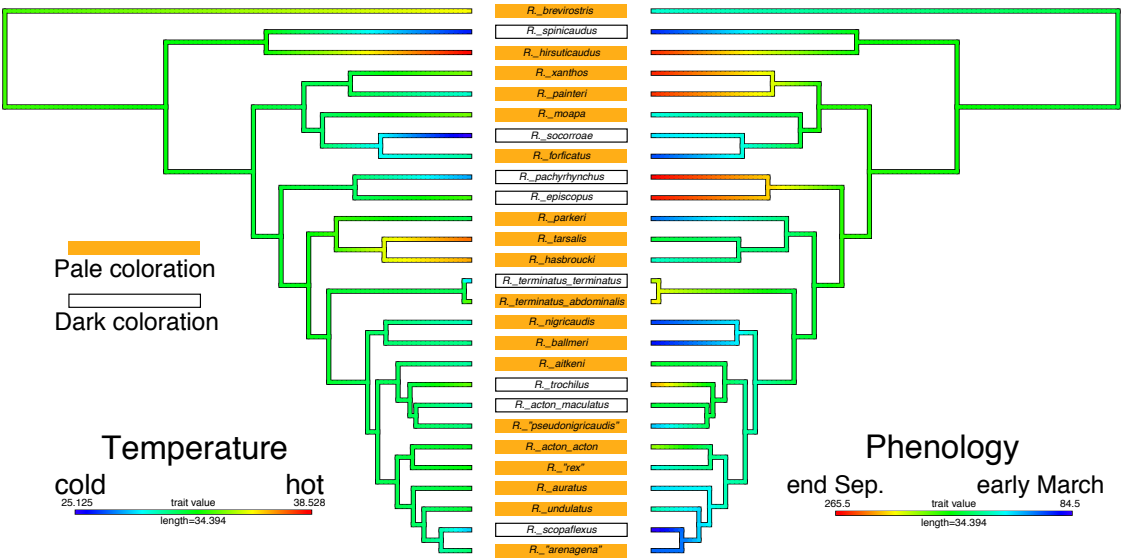 R._brevirostris
R._spinicaudus
R._hirsuticaudus
R._xanthos
R._painteri
R._moapa
R._socorroae
R._forficatus
R._pachyrhynchus
R._episcopus
R._parkeri
R._tarsalis
R._hasbroucki
R._terminatus_terminatus
R._terminatus_abdominalis
R._nigricaudis
R._ballmeri
R._aitkeni
R._trochilus
R._acton_maculatus
R._"pseudonigricaudis"
R._acton_acton
R._"rex"
R._auratus
R._undulatus
R._scopaflexus
R._"arenagena"
Pale coloration
Dark coloration
Temperature
cold hot
25.125 trait value 38.528
length=34.394
Phenology
end Sep. early March
265.5 trait value 84.5
length=34.394